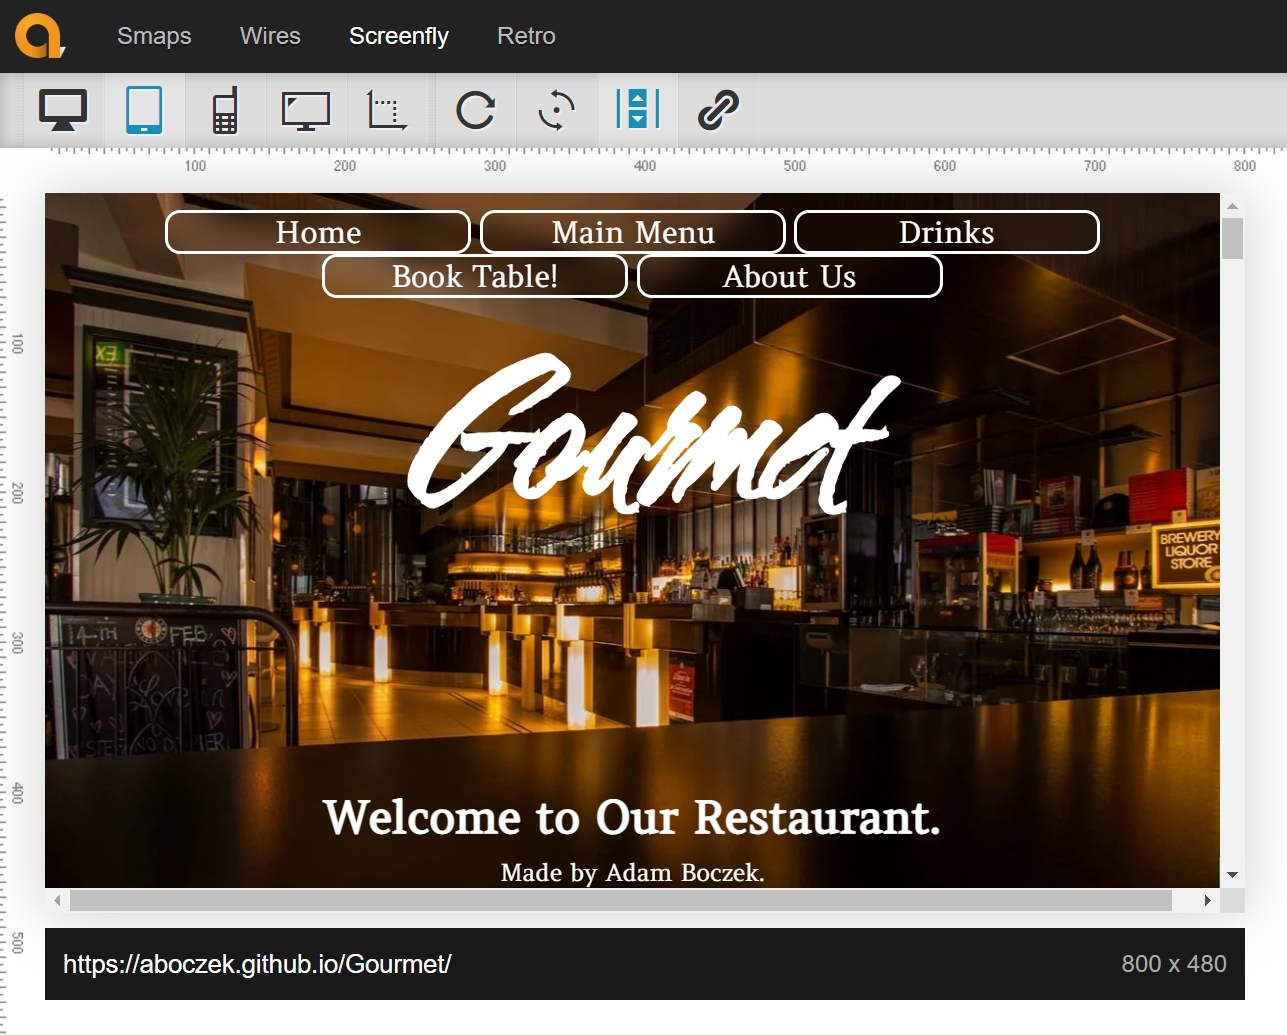 Smaps Wires Screenfly Retro
100 200 300 400 500 600 700 800
Home Main Menu Drinks
Book Table! About Us
100
EX
Gourmet
200
BREWERY
LIQUOR
STORE
300
14TH FEB
400
Welcome to Our Restaurant.
Made by Adam Boczek.
500
https://aboczek.github.io/Gourmet/ 800 x 480